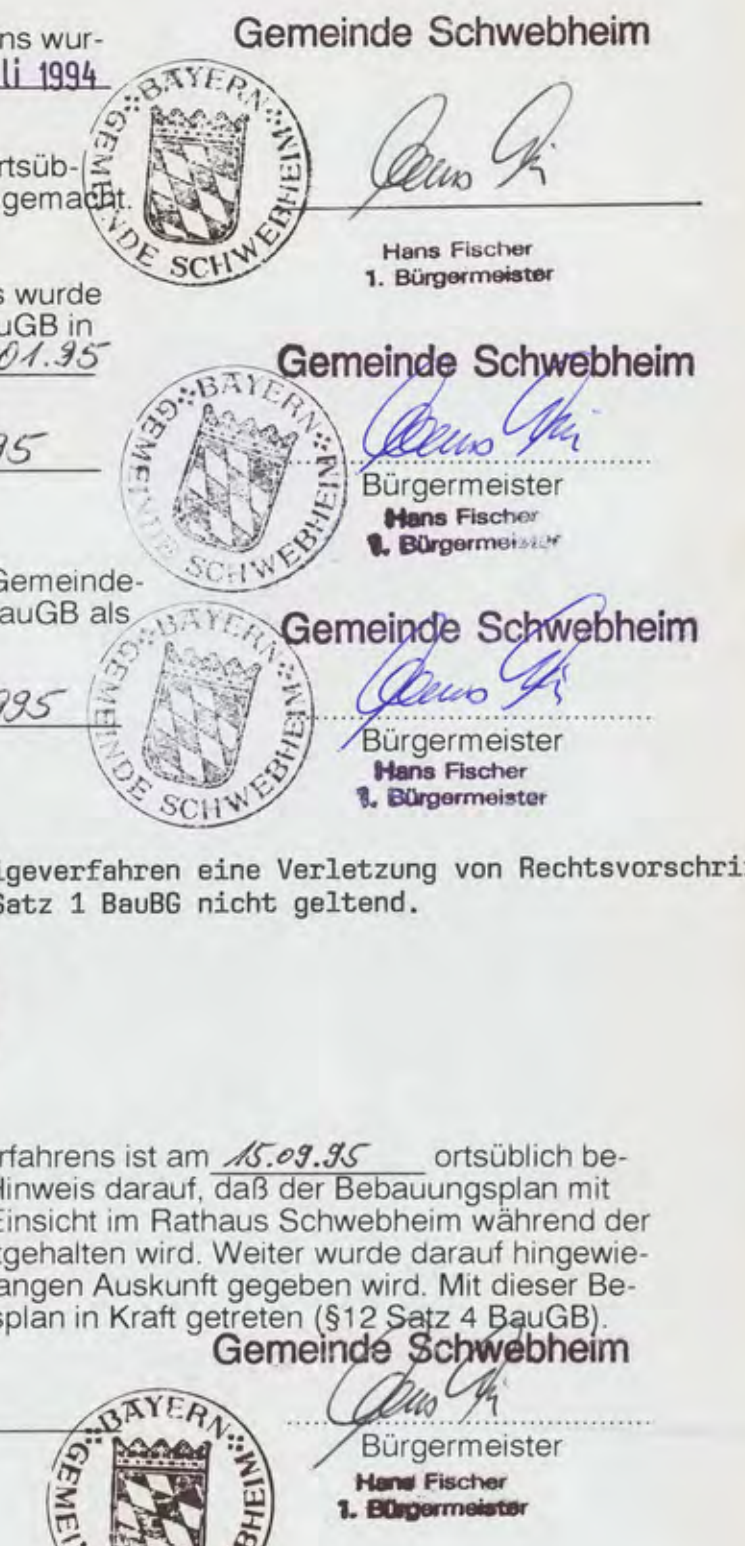 ns wur-
Gemeinde Schwebheim
li 1994
BAYERN
GEMEINDE SCHWEBHEIM
rtsüb-
gemacht.
Hans Fischer
1. Bürgermeister
s wurde
uGB in
01.95
Gemeinde Schwebheim
BAYERN
GEMEINDE SCHWEBHEIM
95
Bürgermeister
Hans Fischer
1. Bürgermeister
Gemeinde-
auGB als
Gemeinde Schwebheim
BAYERN
GEMEINDE SCHWEBHEIM
995
Bürgermeister
Hans Fischer
1. Bürgermeister
igeverfahren eine Verletzung von Rechtsvorschri
Satz 1 BauBG nicht geltend.
rfahrens ist am 15.09.95 ortsüblich be-
Hinweis darauf, daß der Bebauungsplan mit
Einsicht im Rathaus Schwebheim während der
tgehalten wird. Weiter wurde darauf hingewie-
angen Auskunft gegeben wird. Mit dieser Be-
splan in Kraft getreten (§12 Satz 4 BauGB).
Gemeinde Schwebheim
BAYERN
GEMEI
BHEIM
Bürgermeister
Hans Fischer
1. Bürgermeister